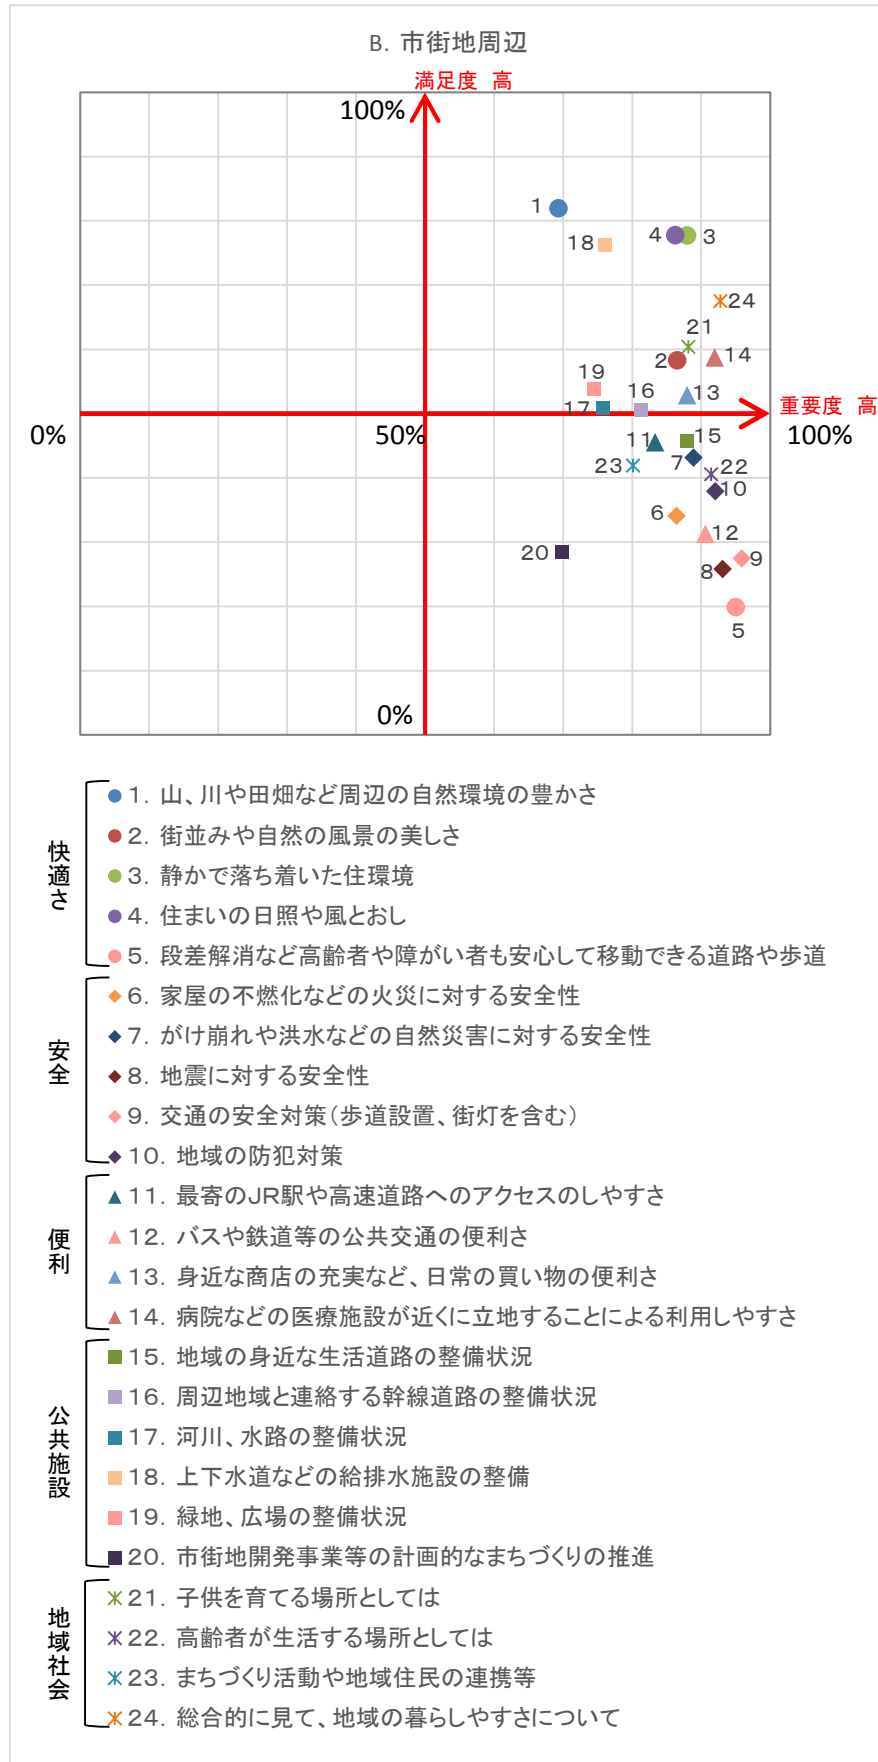 B. 市街地周辺
満足度 高
100%
1
18
4
3
24
21
2
14
19
16
13
17
重要度 高
0%
50%
100%
11
15
23
7
22
10
6
12
20
8
9
5
0%
快適さ
1. 山、川や田畑など周辺の自然環境の豊かさ
2. 街並みや自然の風景の美しさ
3. 静かで落ち着いた住環境
4. 住まいの日照や風とおし
5. 段差解消など高齢者や障がい者も安心して移動できる道路や歩道
安全
6. 家屋の不燃化などの火災に対する安全性
7. がけ崩れや洪水などの自然災害に対する安全性
8. 地震に対する安全性
9. 交通の安全対策(歩道設置、街灯を含む)
10. 地域の防犯対策
便利
11. 最寄のJR駅や高速道路へのアクセスのしやすさ
12. バスや鉄道等の公共交通の便利さ
13. 身近な商店の充実など、日常の買い物の便利さ
14. 病院などの医療施設が近くに立地することによる利用しやすさ
公共施設
15. 地域の身近な生活道路の整備状況
16. 周辺地域と連絡する幹線道路の整備状況
17. 河川、水路の整備状況
18. 上下水道などの給排水施設の整備
19. 緑地、広場の整備状況
20. 市街地開発事業等の計画的なまちづくりの推進
地域社会
21. 子供を育てる場所としては
22. 高齢者が生活する場所としては
23. まちづくり活動や地域住民の連携等
24. 総合的に見て、地域の暮らしやすさについて